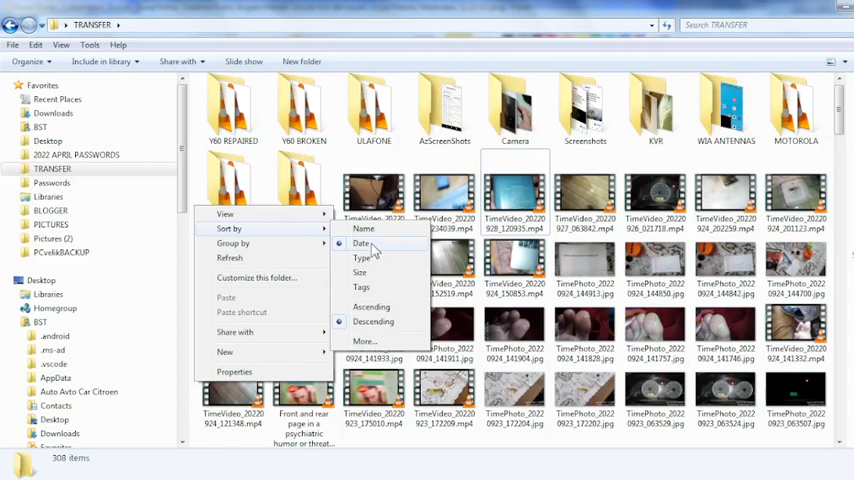 TRANSFER
Search TRANSFER
File Edit View Tools Help
Organize Include in library Share with Slide show New folder
Favorites
Recent Places
Downloads
BST
Desktop
2022 APRIL PASSWORDS
TRANSFER
Passwords
Libraries
BLOGGER
PICTURES
Pictures (2)
PCvelikBACKUP
Desktop
Libraries
Homegroup
BST
.android
.ms-ad
.vscode
AppData
Auto Avto Car Citroen
Contacts
Desktop
Downloads
Y60 REPAIRED
Y60 BROKEN
ULAFONE
AzScreenShots
Camera
Screenshots
KVR
WIA ANTENNAS
MOTOROLA
TimeVideo_2022
TimeVideo_2022
0928_120935.mp4
TimeVideo_20220
927_063842.mp4
TimeVideo_20220
TimeVideo_20220
TimeVideo_20220
924_150853.mp4
TimePhoto_2022
0924_144912.jpg
TimePhoto_2022
0924_144850.jpg
TimePhoto_2022
0924_144842.jpg
TimePhoto_2022
0924_144700.jpg
TimePhoto_2022
0924_141933.jpg
TimePhoto_2022
0924_141911.jpg
TimePhoto_2022
0924_141904.jpg
TimePhoto_2022
0924_141828.jpg
TimePhoto_2022
0924_141757.jpg
TimePhoto_2022
0924_141746.jpg
TimeVideo_20220
924_141332.mp4
TimeVideo_20220
924_121348.mp4
Front and rear
page in a
psychiatric
humor or threat...
TimeVideo_20220
923_175010.mp4
TimeVideo_20220
923_172209.mp4
TimePhoto_2022
0923_172204.jpg
TimePhoto_2022
0923_172202.jpg
TimePhoto_2022
0923_063529.jpg
TimePhoto_2022
0923_063524.jpg
TimePhoto_2022
0923_063507.jpg
View
Sort by
Group by
Refresh
Customize this folder...
Paste
Paste shortcut
Share with
New
Properties
Name
Date
Type
Size
Tags
Ascending
Descending
More...
308 items